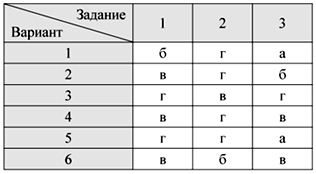 Задание 1 2 3
Вариант
1 б г а
2 в г б
3 г в г
4 в г в
5 г г а
6 в б в